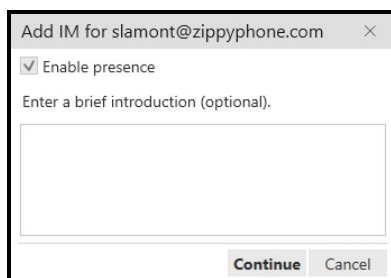 Add IM for slamont@zippyphone.com
Enable presence
Enter a brief introduction (optional).
Continue Cancel